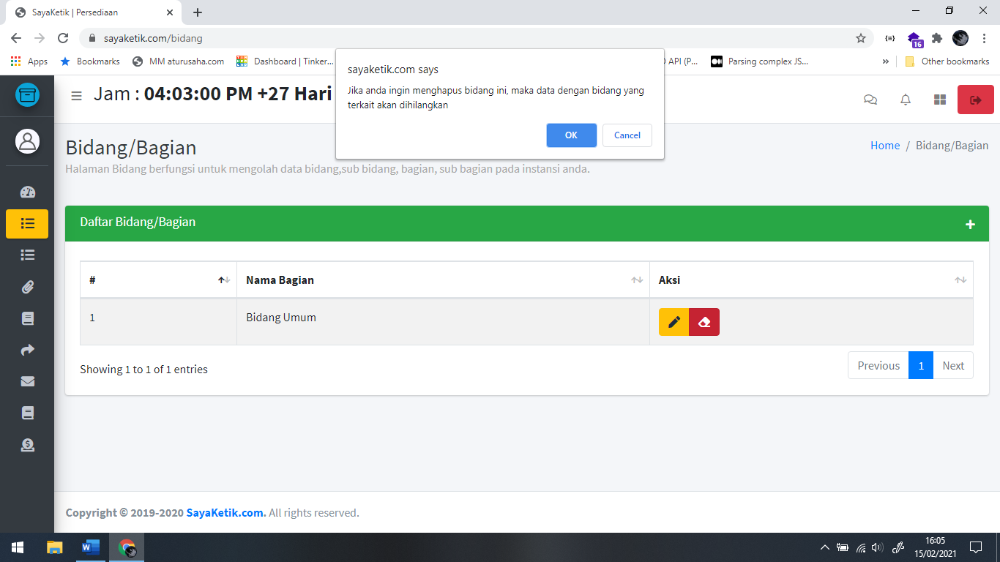 SayaKetik | Persediaan
sayaketik.com/bidang
16
Apps
Bookmarks
MM aturusaha.com
Dashboard | Tinker...
O API (P...
Parsing complex JS...
»
Other bookmarks
sayaketik.com says
Jika anda ingin menghapus bidang ini, maka data dengan bidang yang
terkait akan dihilangkan
OK
Cancel
Jam : 04:03:00 PM +27 Hari
Bidang/Bagian
Home / Bidang/Bagian
Halaman Bidang berfungsi untuk mengolah data bidang,sub bidang, bagian, sub bagian pada instansi anda.
Daftar Bidang/Bagian
#
Nama Bagian
Aksi
1
Bidang Umum
Showing 1 to 1 of 1 entries
Previous
1
Next
Copyright © 2019-2020 SayaKetik.com. All rights reserved.
16:05
15/02/2021